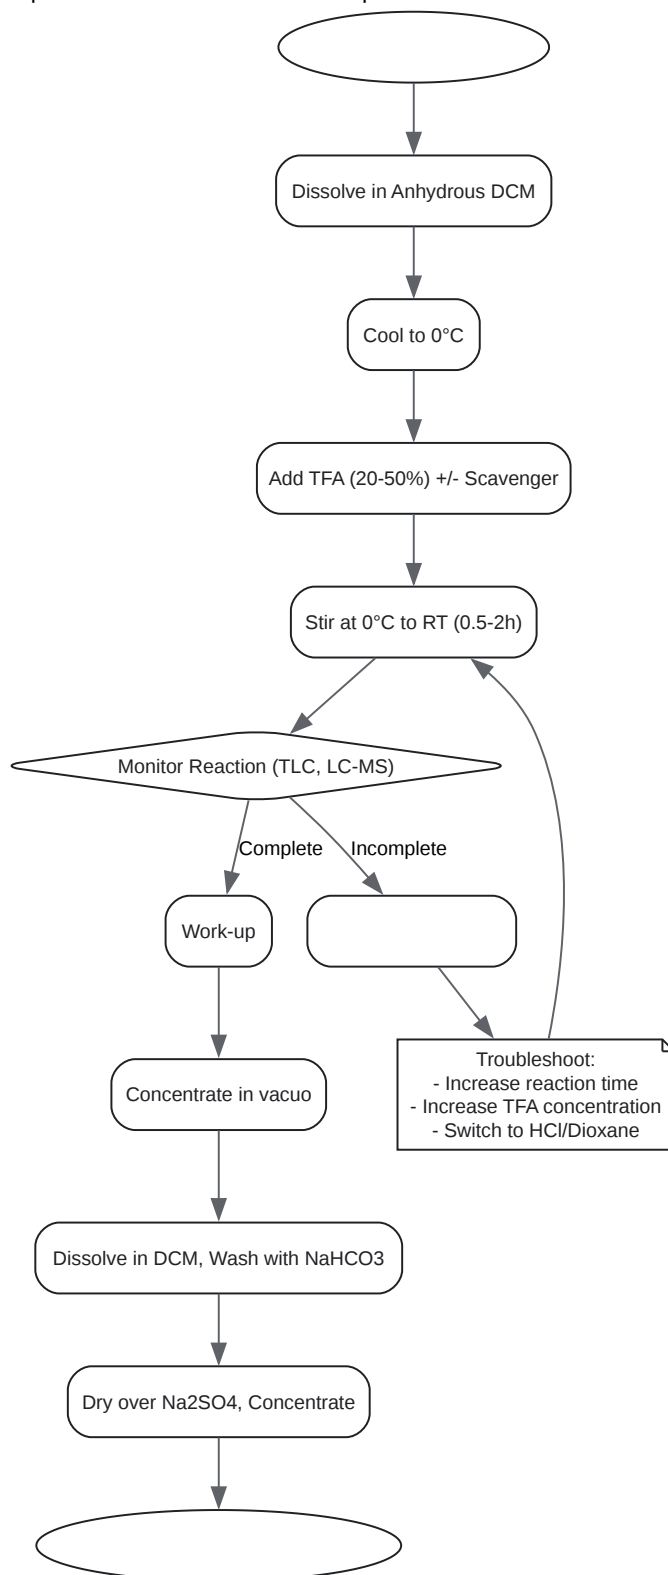 Dissolve in Anhydrous DCM
Cool to 0°C
Add TFA (20-50%) +/- Scavenger
Stir at 0°C to RT (0.5-2h)
Monitor Reaction (TLC, LC-MS)
Complete
Incomplete
Work-up
Troubleshoot:
- Increase reaction time
- Increase TFA concentration
- Switch to HCl/Dioxane
Concentrate in vacuo
Dissolve in DCM, Wash with NaHCO3
Dry over Na2SO4, Concentrate